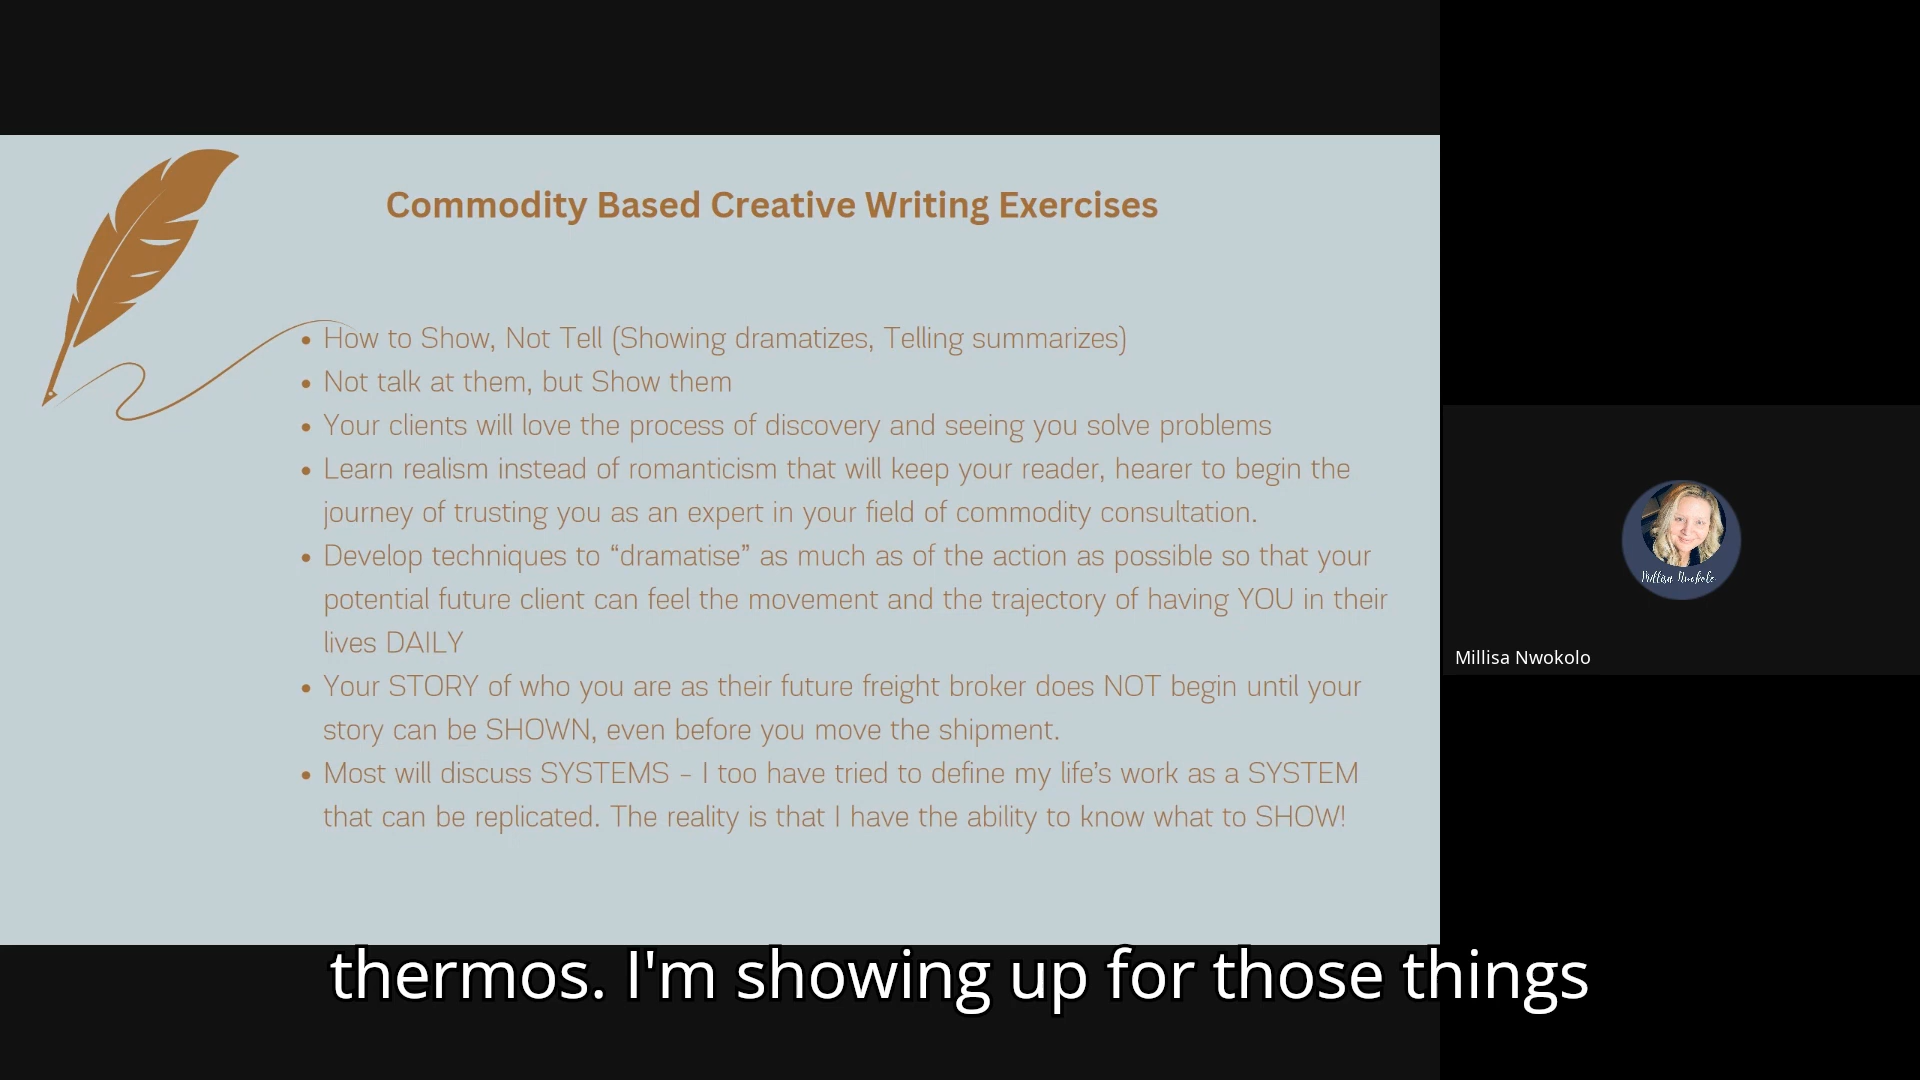 Commodity Based Creative Writing Exercises
• How to Show, Not Tell (Showing dramatizes, Telling summarizes)
• Not talk at them, but Show them
• Your clients will love the process of discovery and seeing you solve problems
• Learn realism instead of romanticism that will keep your reader, hearer to begin the
journey of trusting you as an expert in your field of commodity consultation.
• Develop techniques to “dramatise” as much as of the action as possible so that your
potential future client can feel the movement and the trajectory of having YOU in their
lives DAILY
• Your STORY of who you are as their future freight broker does NOT begin until your
story can be SHOWN, even before you move the shipment.
• Most will discuss SYSTEMS – I too have tried to define my life’s work as a SYSTEM
that can be replicated. The reality is that I have the ability to know what to SHOW!
Millisa Nwokolo
Millisa Nwokolo
thermos. I'm showing up for those things